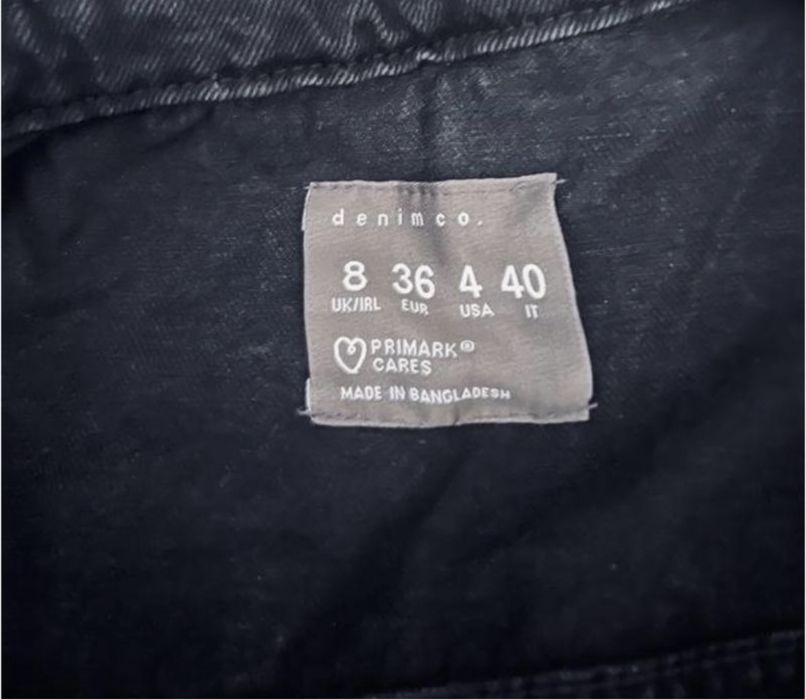 denimco.
8 36 4 40
UK/IRL EUR USA IT
PRIMARK®
CARES
MADE IN BANGLADESH